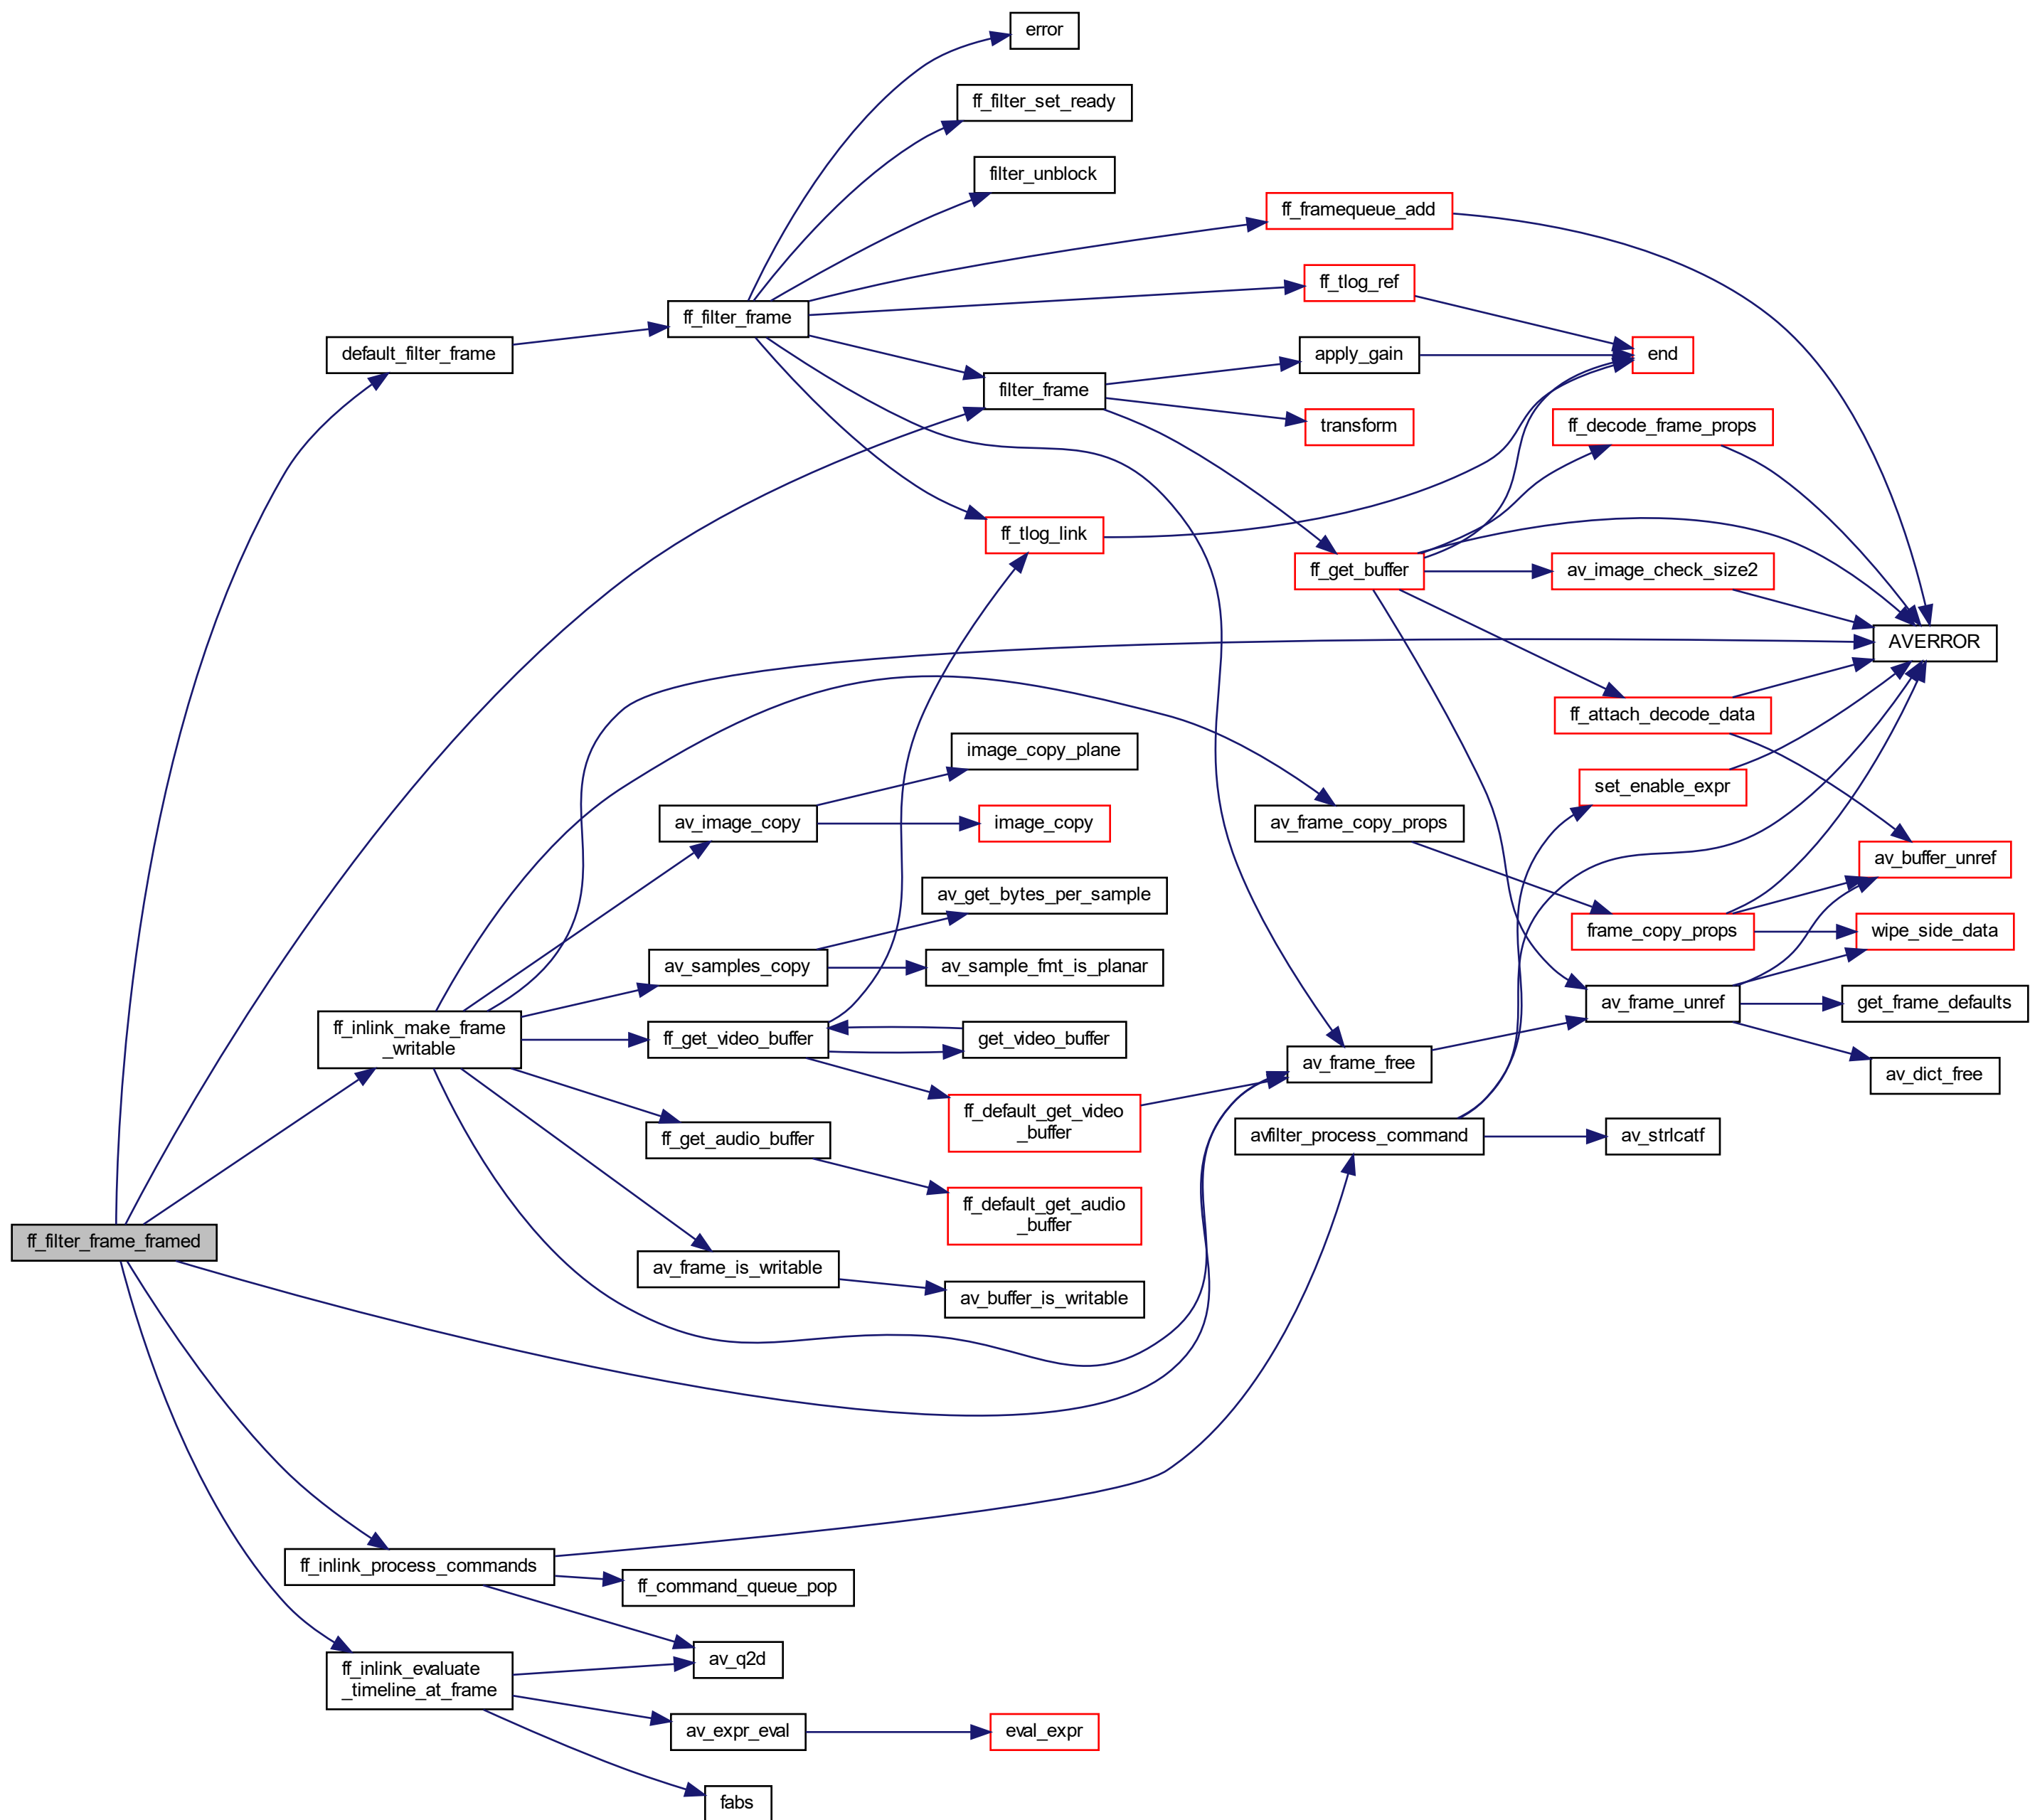 error
ff_filter_set_ready
filter_unblock
ff_framequeue_add
ff_tlog_ref
ff_filter_frame
default_filter_frame
apply_gain
end
filter_frame
transform
ff_decode_frame_props
ff_tlog_link
ff_get_buffer
av_image_check_size2
AVERROR
ff_attach_decode_data
image_copy_plane
set_enable_expr
av_image_copy
image_copy
av_frame_copy_props
av_buffer_unref
av_get_bytes_per_sample
frame_copy_props
wipe_side_data
av_samples_copy
av_sample_fmt_is_planar
av_frame_unref
get_frame_defaults
ff_inlink_make_frame
_writable
ff_get_video_buffer
get_video_buffer
av_frame_free
av_dict_free
ff_default_get_video
_buffer
ff_get_audio_buffer
avfilter_process_command
av_strlcatf
ff_default_get_audio
_buffer
ff_filter_frame_framed
av_frame_is_writable
av_buffer_is_writable
ff_inlink_process_commands
ff_command_queue_pop
av_q2d
ff_inlink_evaluate
_timeline_at_frame
av_expr_eval
eval_expr
fabs